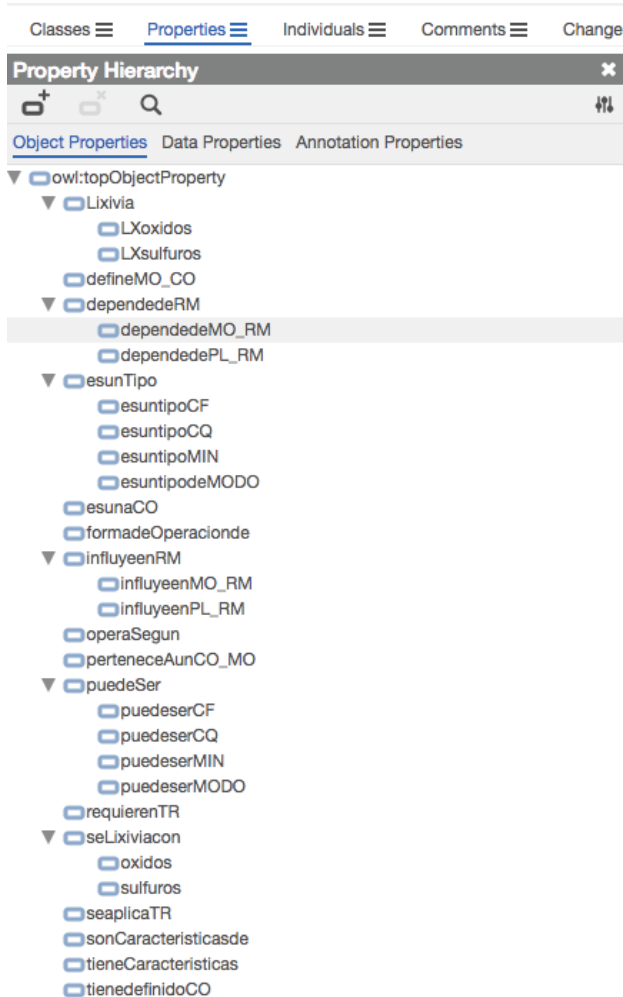 Classes Properties Individuals Comments Change
Property Hierarchy
Object Properties Data Properties Annotation Properties
owl:topObjectProperty
Lixivia
LXoxidos
LXsulfuros
defineMO_CO
dependedeRM
dependedeMO_RM
dependedePL_RM
esunTipo
esuntipoCF
esuntipoCQ
esuntipoMIN
esuntipodeMODO
esunaCO
formadeOperacionde
influyeenRM
influyeenMO_RM
influyeenPL_RM
operaSegun
perteneceAunCO_MO
puedeSer
puedeserCF
puedeserCQ
puedeserMIN
puedeserMODO
requierenTR
seLixiviacon
oxidos
sulfuros
seaplicaTR
sonCaracteristicasde
tieneCaracteristicas
tienedefinidoCO